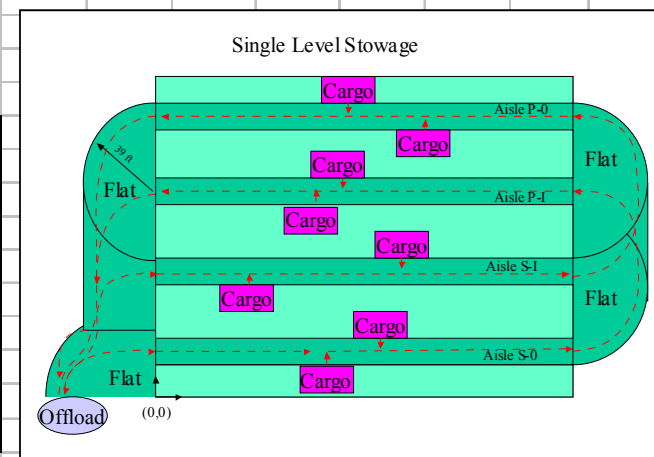 Single Level Stowage
Cargo
Aisle P-0
Cargo
39 ft
Cargo
Flat
Flat
Aisle P-I
Cargo
Cargo
Aisle S-I
Cargo
Flat
Cargo
Aisle S-0
Flat
Cargo
Offload
(0,0)